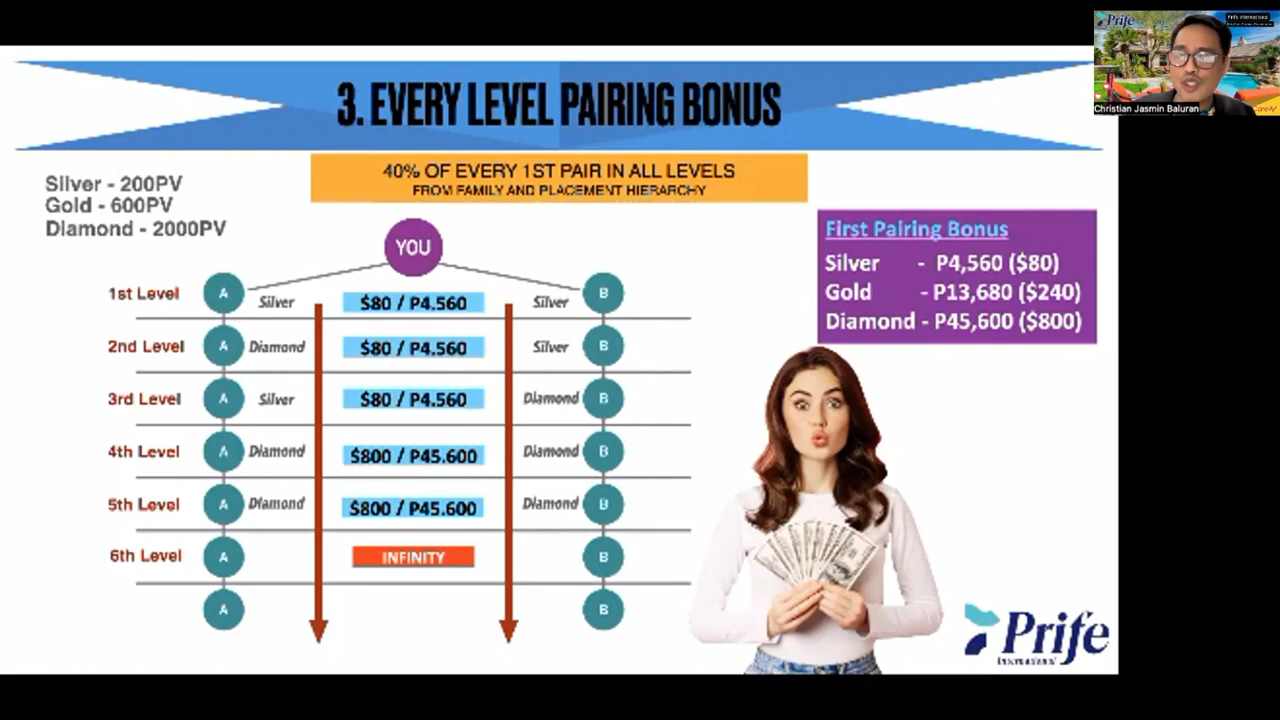 Prife
Prife International
Christian Jasmin Baluran
3. EVERY LEVEL PAIRING BONUS
40% OF EVERY 1ST PAIR IN ALL LEVELS
FROM FAMILY AND PLACEMENT HIERARCHY
Silver - 200PV
Gold - 600PV
Diamond - 2000PV
YOU
First Pairing Bonus
Silver - P4,560 ($80)
Gold - P13,680 ($240)
Diamond - P45,600 ($800)
1st Level A Silver $80 / P4.560 Silver B
2nd Level A Diamond $80 / P4.560 Silver B
3rd Level A Silver $80 / P4.560 Diamond B
4th Level A Diamond $800 / P45.600 Diamond B
5th Level A Diamond $800 / P45.600 Diamond B
6th Level A INFINITY B
A B
Prife
International